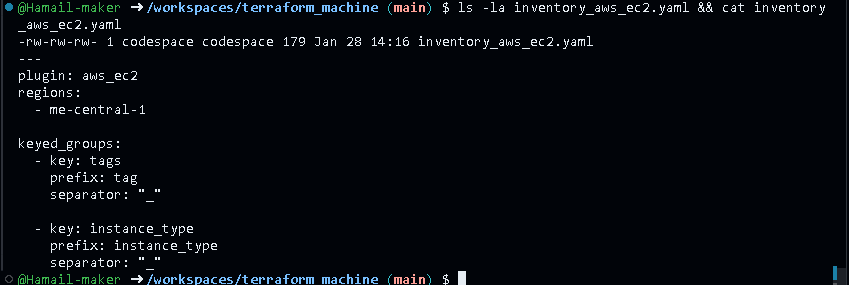 @Hamail-maker ➜/workspaces/terraform_machine (main) $ ls -la inventory_aws_ec2.yaml && cat inventory
_aws_ec2.yaml
-rw-rw-rw- 1 codespace codespace 179 Jan 28 14:16 inventory_aws_ec2.yaml
---
plugin: aws_ec2
regions:
  - me-central-1

keyed_groups:
  - key: tags
    prefix: tag
    separator: "_"

  - key: instance_type
    prefix: instance_type
    separator: "_"
@Hamail-maker ➜/workspaces/terraform_machine (main) $